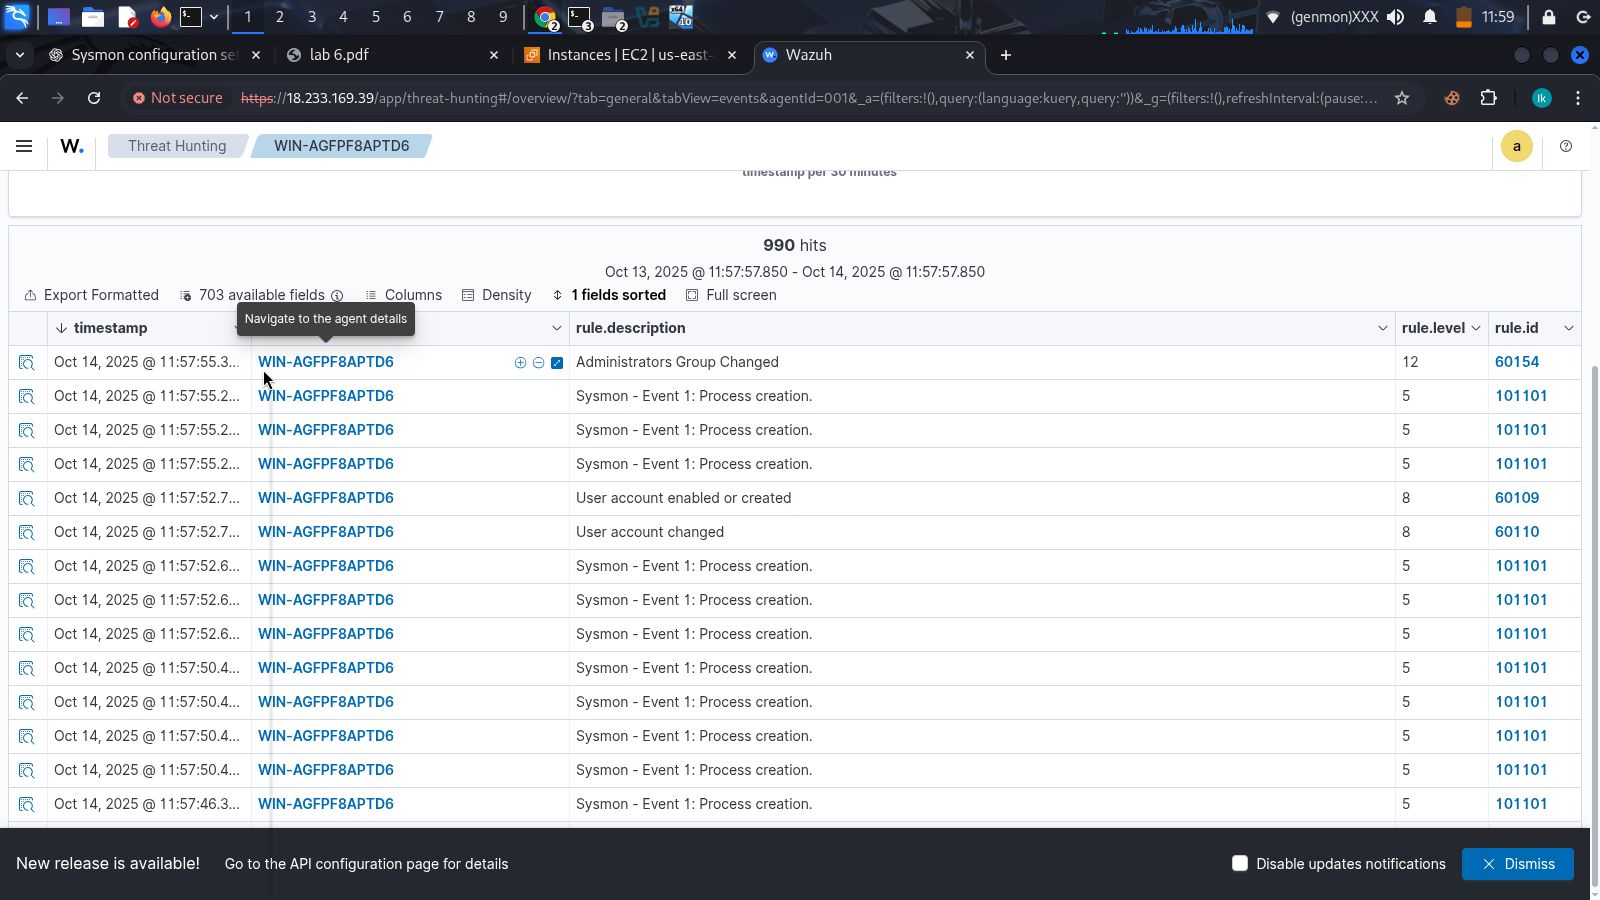 1 2 3 4 5 6 7 8 9 2 3 2 (genmon)XXX 11:59
Sysmon configuration se lab 6.pdf Instances | EC2 | us-east- Wazuh
Not secure https://18.233.169.39/app/threat-hunting#/overview/?tab=general&tabView=events&agentId=001&_a=(filters:!(),query:(language:kuery,query:''))&_g=(filters:!(),refreshInterval:(pause:... lk
W. Threat Hunting WIN-AGFPF8APTD6 a
timestamp per 30 minutes
990 hits
Oct 13, 2025 @ 11:57:57.850 - Oct 14, 2025 @ 11:57:57.850
Export Formatted 703 available fields Columns Density 1 fields sorted Full screen
Navigate to the agent details
timestamp rule.description rule.level rule.id
Oct 14, 2025 @ 11:57:55.3... WIN-AGFPF8APTD6 Administrators Group Changed 12 60154
Oct 14, 2025 @ 11:57:55.2... WIN-AGFPF8APTD6 Sysmon - Event 1: Process creation. 5 101101
Oct 14, 2025 @ 11:57:55.2... WIN-AGFPF8APTD6 Sysmon - Event 1: Process creation. 5 101101
Oct 14, 2025 @ 11:57:55.2... WIN-AGFPF8APTD6 Sysmon - Event 1: Process creation. 5 101101
Oct 14, 2025 @ 11:57:52.7... WIN-AGFPF8APTD6 User account enabled or created 8 60109
Oct 14, 2025 @ 11:57:52.7... WIN-AGFPF8APTD6 User account changed 8 60110
Oct 14, 2025 @ 11:57:52.6... WIN-AGFPF8APTD6 Sysmon - Event 1: Process creation. 5 101101
Oct 14, 2025 @ 11:57:52.6... WIN-AGFPF8APTD6 Sysmon - Event 1: Process creation. 5 101101
Oct 14, 2025 @ 11:57:52.6... WIN-AGFPF8APTD6 Sysmon - Event 1: Process creation. 5 101101
Oct 14, 2025 @ 11:57:50.4... WIN-AGFPF8APTD6 Sysmon - Event 1: Process creation. 5 101101
Oct 14, 2025 @ 11:57:50.4... WIN-AGFPF8APTD6 Sysmon - Event 1: Process creation. 5 101101
Oct 14, 2025 @ 11:57:50.4... WIN-AGFPF8APTD6 Sysmon - Event 1: Process creation. 5 101101
Oct 14, 2025 @ 11:57:50.4... WIN-AGFPF8APTD6 Sysmon - Event 1: Process creation. 5 101101
Oct 14, 2025 @ 11:57:46.3... WIN-AGFPF8APTD6 Sysmon - Event 1: Process creation. 5 101101
New release is available! Go to the API configuration page for details Disable updates notifications Dismiss